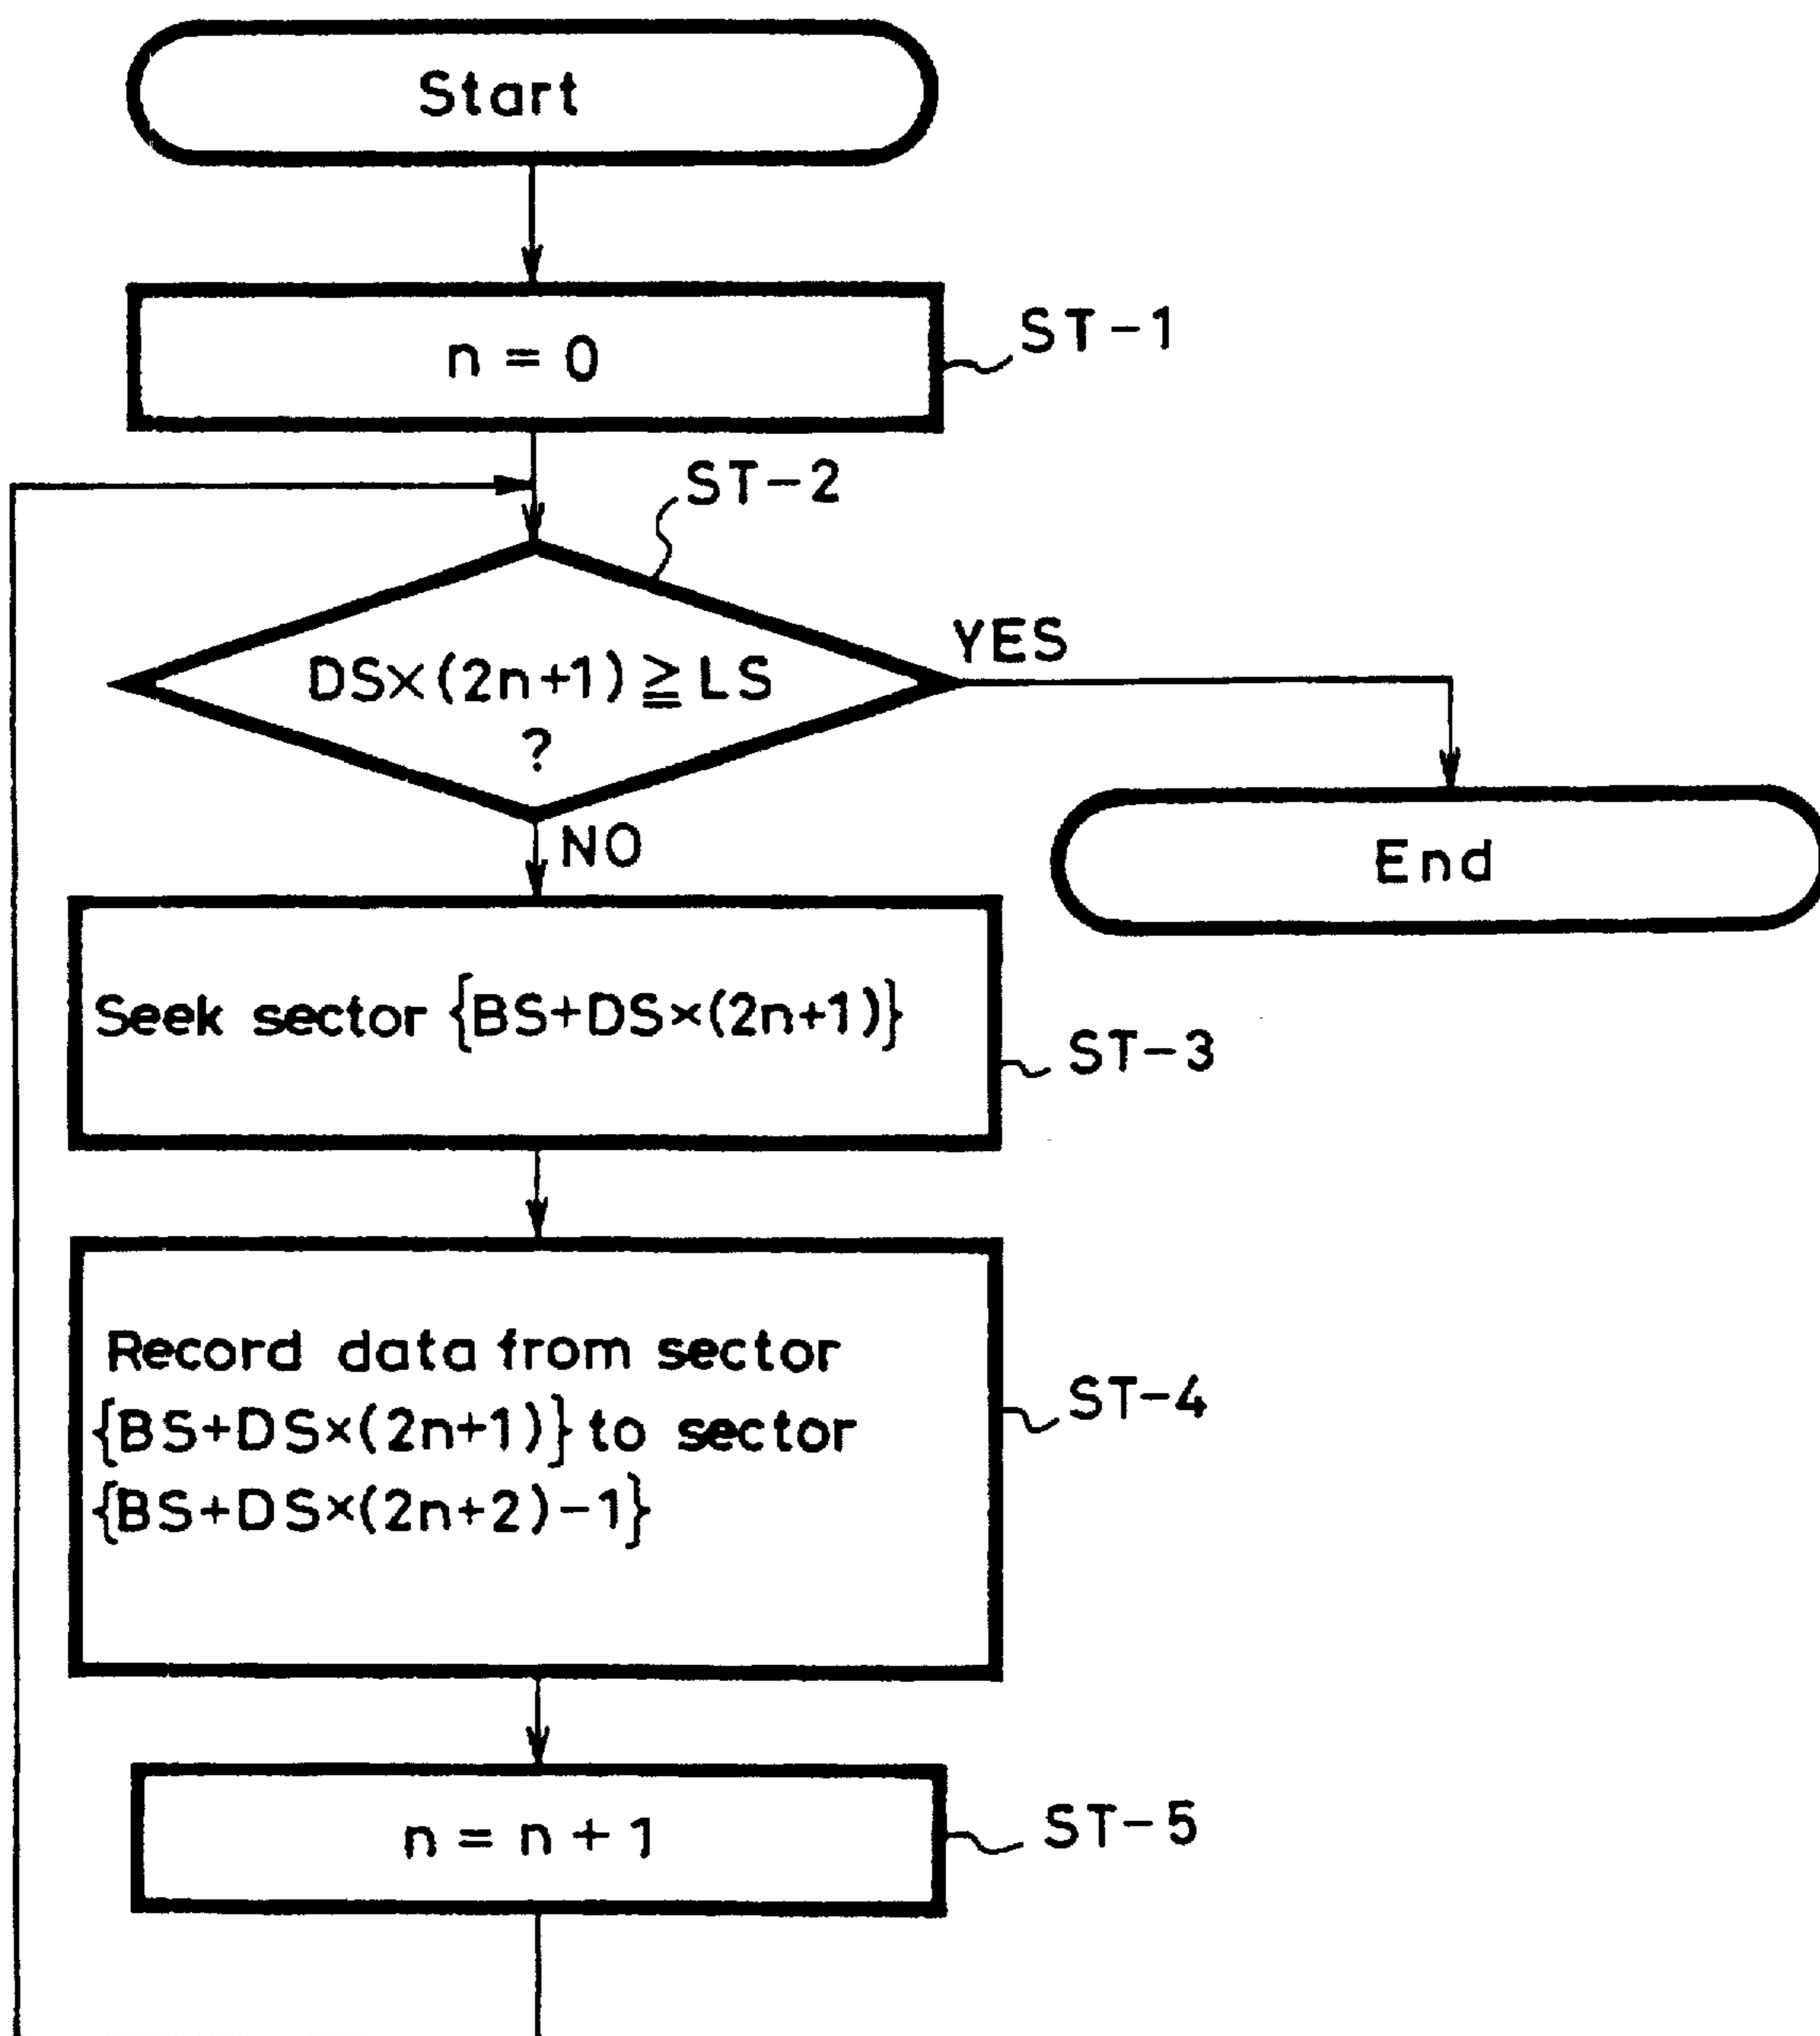 Start
n = 0
ST-1
ST-2
DS×(2n+1) ≧ LS
?
YES
NO
End
Seek sector {BS+DS×(2n+1)}
ST-3
Record data from sector
{BS+DS×(2n+1)} to sector
{BS+DS×(2n+2)-1}
ST-4
n = n + 1
ST-5